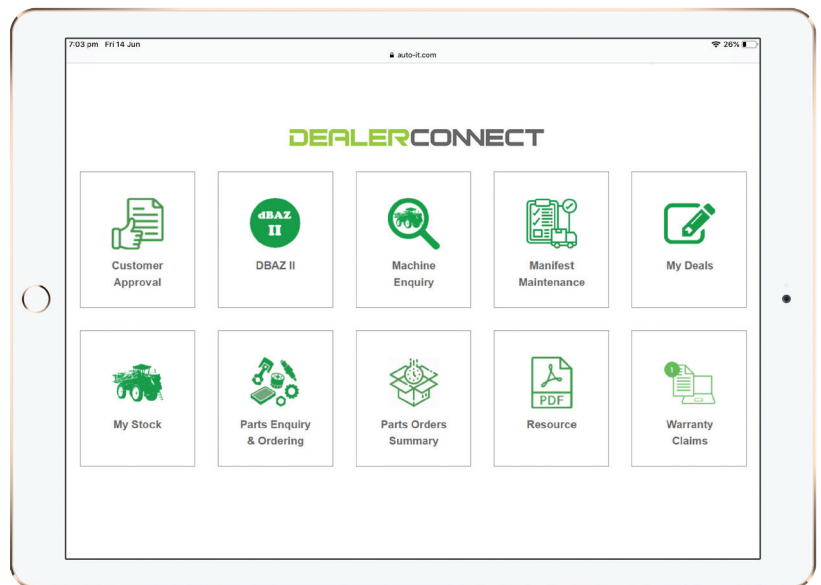 7:03 pm Fri 14 Jun
26%
auto-it.com
DEALERCONNECT
Customer
Approval
dBAZ
II
DBAZ II
Machine
Enquiry
Manifest
Maintenance
My Deals
My Stock
Parts Enquiry
& Ordering
Parts Orders
Summary
PDF
Resource
1
Warranty
Claims